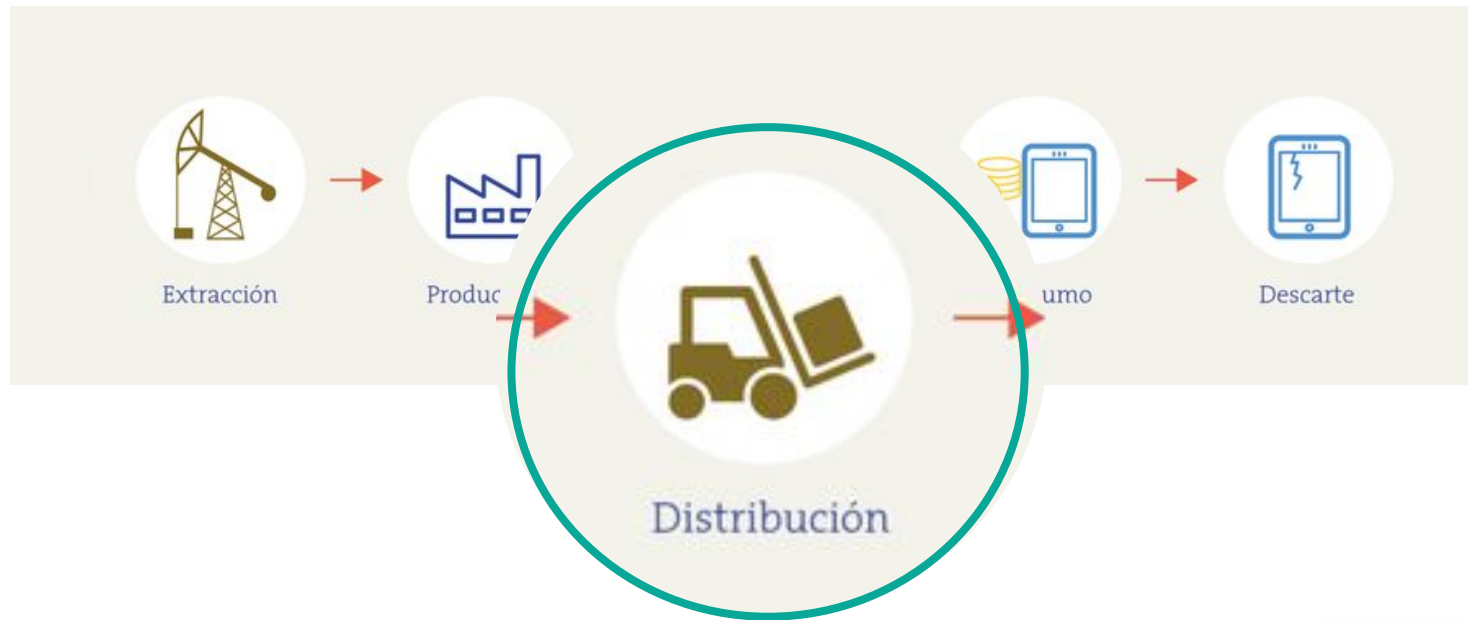 Extracción
Produc
Distribución
umo
Descarte